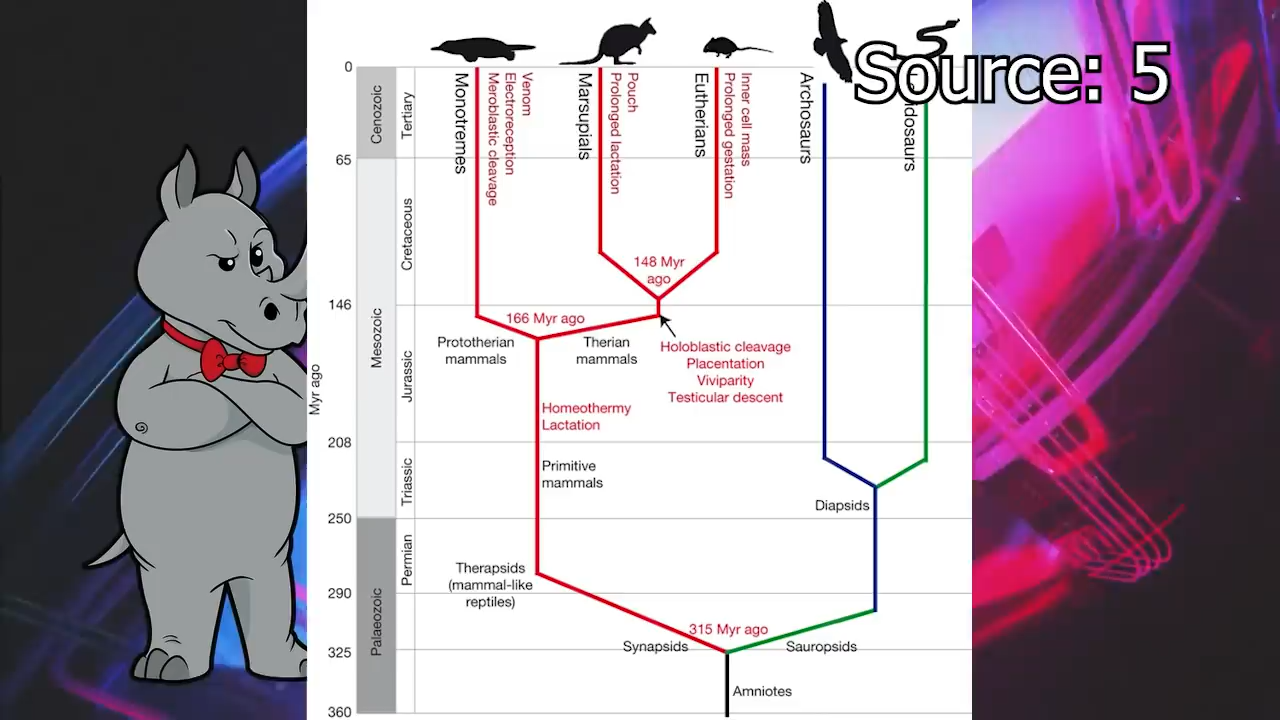 Source: 5
0
65
146
208
250
290
325
360
Myr ago
Cenozoic
Mesozoic
Palaeozoic
Tertiary
Cretaceous
Jurassic
Triassic
Permian
Monotremes
Venom
Electroreception
Meroblastic cleavage
Marsupials
Pouch
Prolonged lactation
Eutherians
Inner cell mass
Prolonged gestation
Archosaurs
148 Myr
ago
166 Myr ago
Prototherian
mammals
Therian
mammals
Holoblastic cleavage
Placentation
Viviparity
Testicular descent
Homeothermy
Lactation
Primitive
mammals
Diapsids
Therapsids
(mammal-like
reptiles)
315 Myr ago
Synapsids
Sauropsids
Amniotes